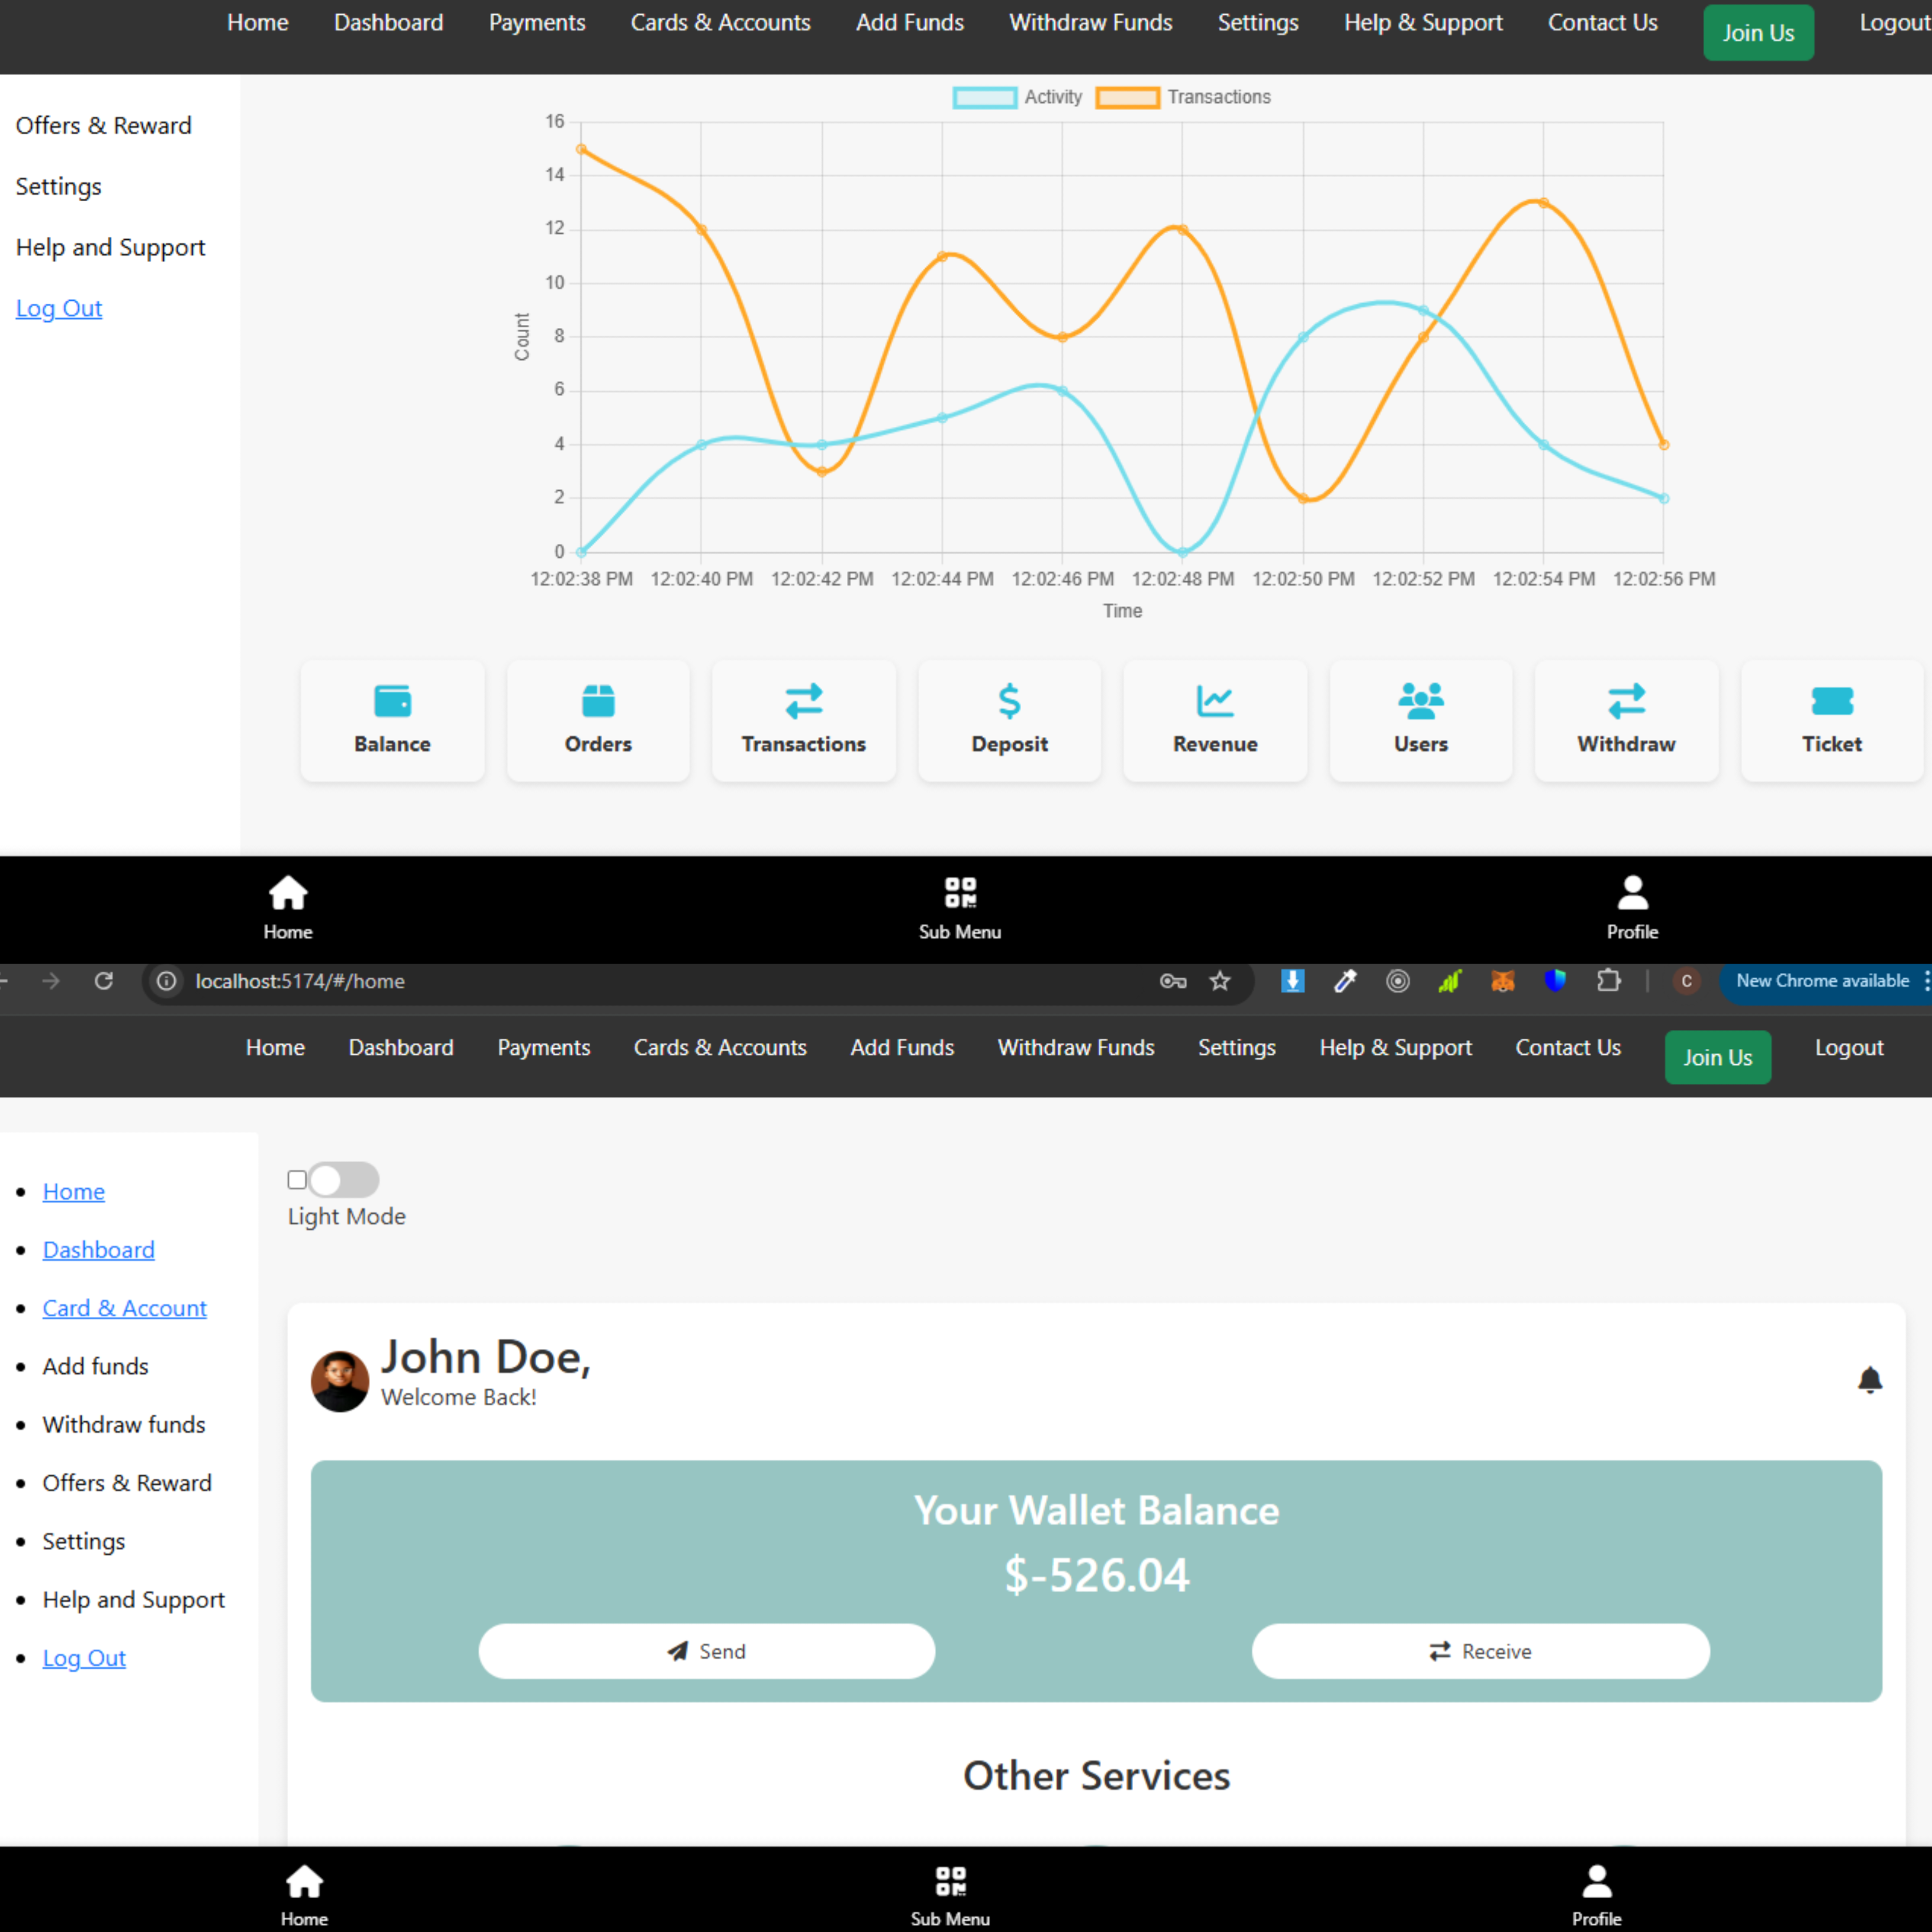 Home Dashboard Payments Cards & Accounts Add Funds Withdraw Funds Settings Help & Support Contact Us Join Us Logout
Offers & Reward
Settings
Help and Support
Log Out
Activity Transactions
16
14
12
10
8
6
4
2
0
Count
12:02:38 PM 12:02:40 PM 12:02:42 PM 12:02:44 PM 12:02:46 PM 12:02:48 PM 12:02:50 PM 12:02:52 PM 12:02:54 PM 12:02:56 PM
Time
Balance Orders Transactions Deposit Revenue Users Withdraw Ticket
Home Sub Menu Profile
localhost:5174/#/home C New Chrome available
Home Dashboard Payments Cards & Accounts Add Funds Withdraw Funds Settings Help & Support Contact Us Join Us Logout
Home
Dashboard
Card & Account
Add funds
Withdraw funds
Offers & Reward
Settings
Help and Support
Log Out
Light Mode
John Doe,
Welcome Back!
Your Wallet Balance
$-526.04
Send Receive
Other Services
Home Sub Menu Profile